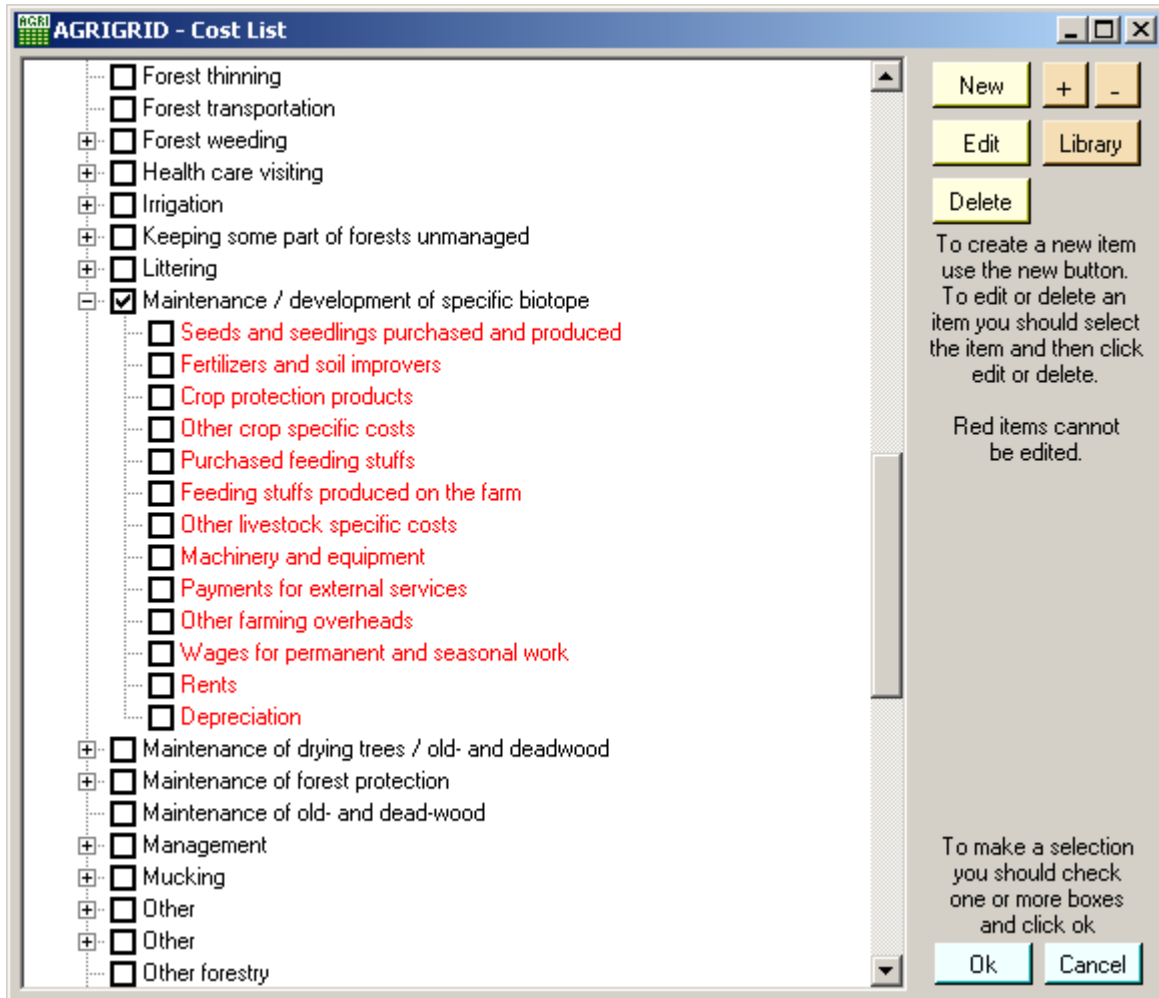 AGRI
AGRIGRID - Cost List
Forest thinning
Forest transportation
Forest weeding
Health care visiting
Irrigation
Keeping some part of forests unmanaged
Littering
Maintenance / development of specific biotope
Seeds and seedlings purchased and produced
Fertilizers and soil improvers
Crop protection products
Other crop specific costs
Purchased feeding stuffs
Feeding stuffs produced on the farm
Other livestock specific costs
Machinery and equipment
Payments for external services
Other farming overheads
Wages for permanent and seasonal work
Rents
Depreciation
Maintenance of drying trees / old- and deadwood
Maintenance of forest protection
Maintenance of old- and dead-wood
Management
Mucking
Other
Other
Other forestry
New + -
Edit Library
Delete
To create a new item
use the new button.
To edit or delete an
item you should select
the item and then click
edit or delete.
Red items cannot
be edited.
To make a selection
you should check
one or more boxes
and click ok
Ok Cancel